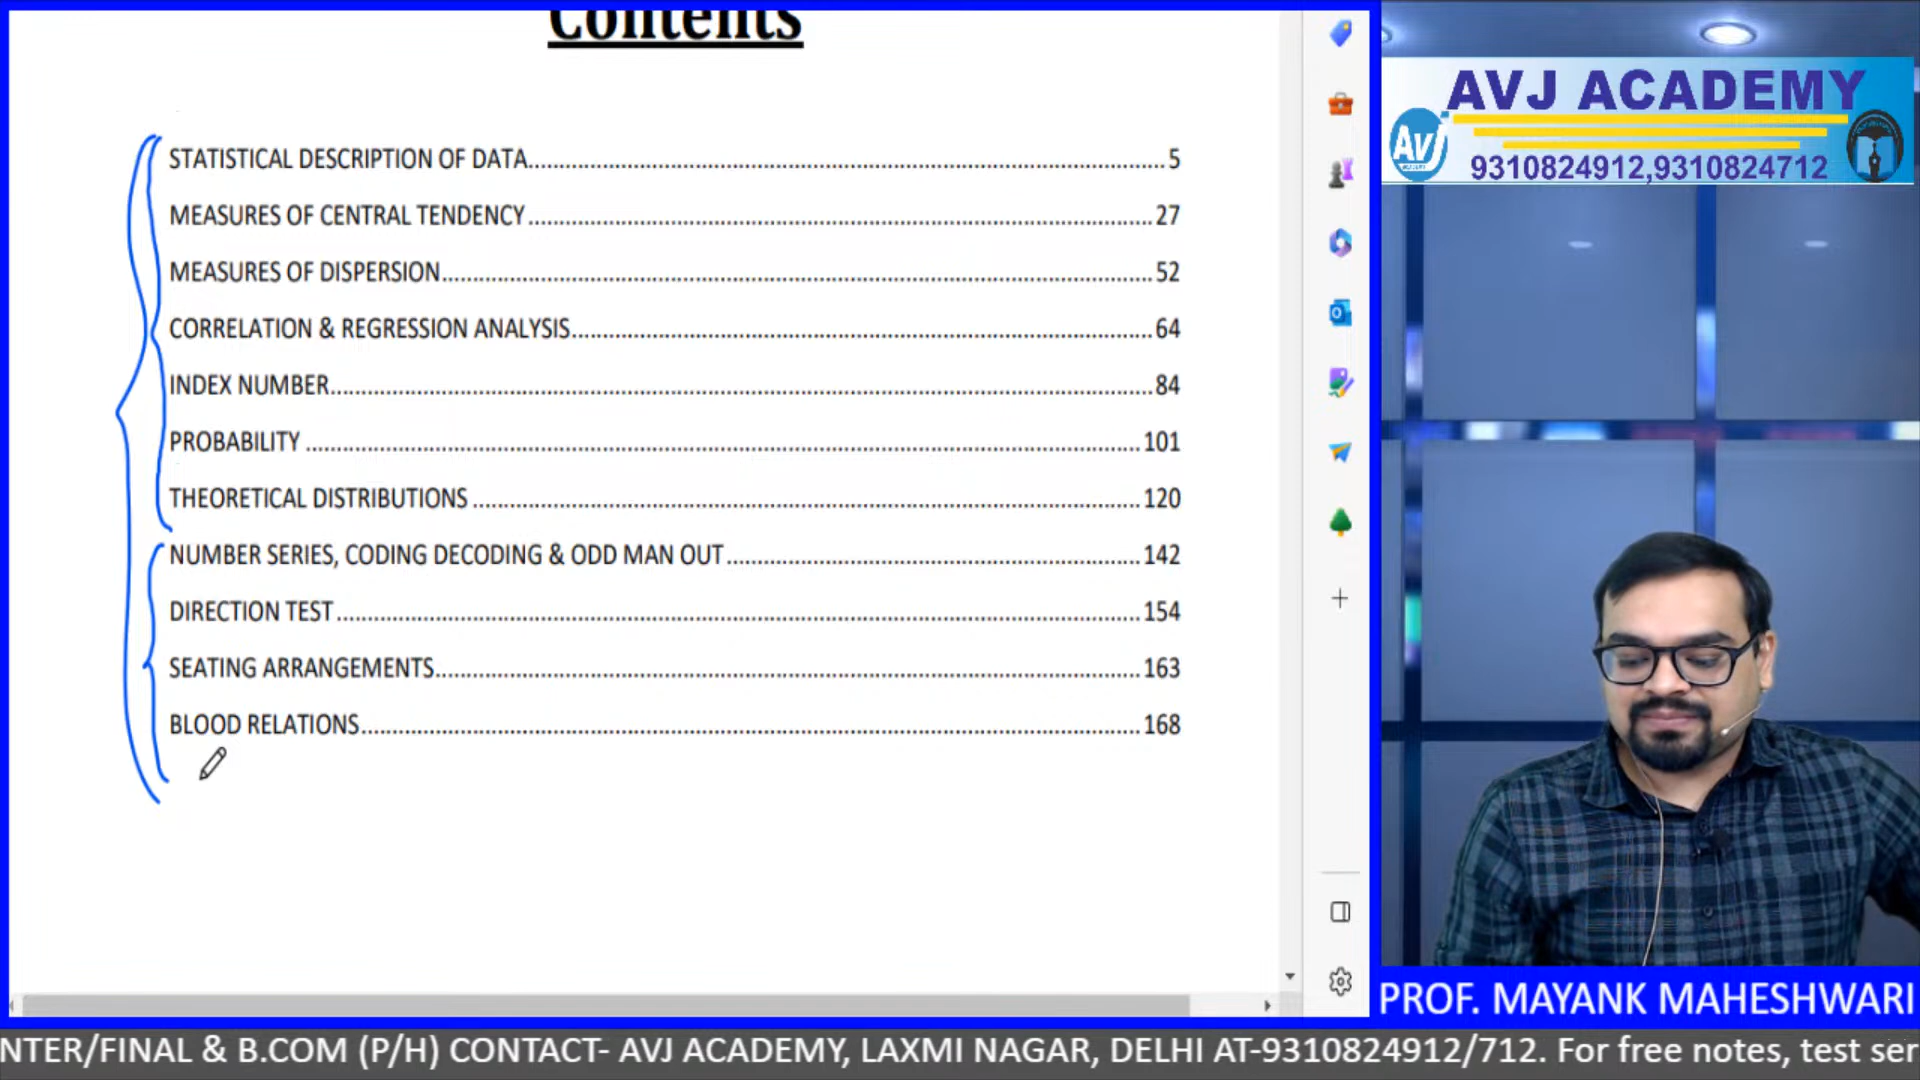 Contents
STATISTICAL DESCRIPTION OF DATA 5
MEASURES OF CENTRAL TENDENCY 27
MEASURES OF DISPERSION 52
CORRELATION & REGRESSION ANALYSIS 64
INDEX NUMBER 84
PROBABILITY 101
THEORETICAL DISTRIBUTIONS 120
NUMBER SERIES, CODING DECODING & ODD MAN OUT 142
DIRECTION TEST 154
SEATING ARRANGEMENTS 163
BLOOD RELATIONS 168
AVJ ACADEMY
AVJ
9310824912,9310824712
PROF. MAYANK MAHESHWARI
NTER/FINAL & B.COM (P/H) CONTACT- AVJ ACADEMY, LAXMI NAGAR, DELHI AT-9310824912/712. For free notes, test ser